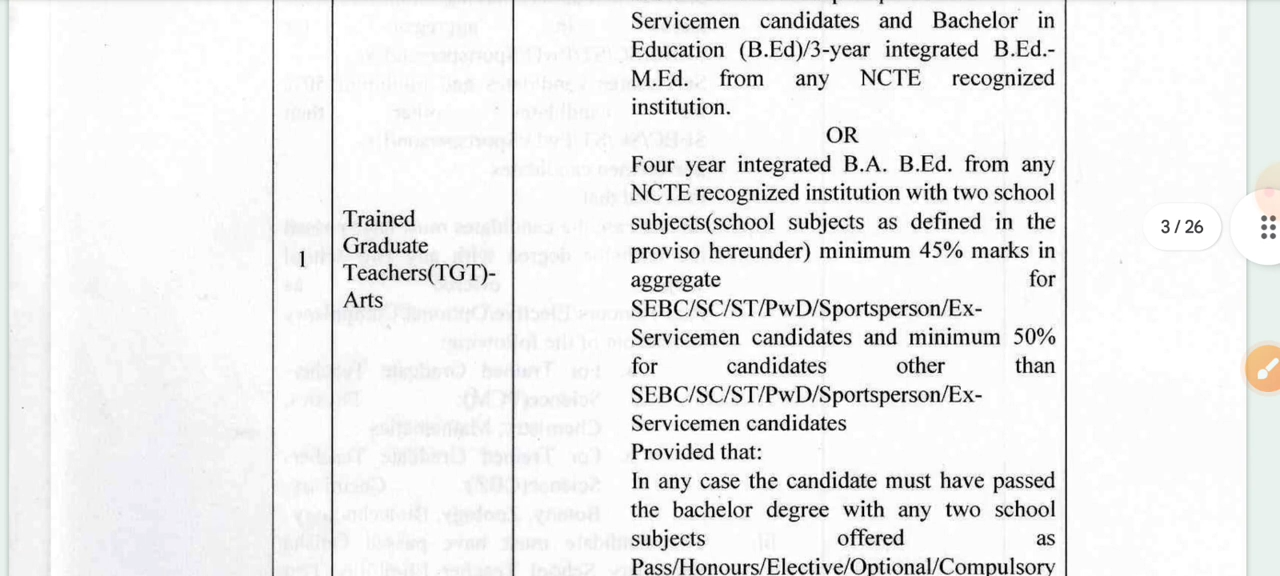 Servicemen candidates and Bachelor in
Education (B.Ed)/3-year integrated B.Ed.-
M.Ed. from any NCTE recognized
institution.
OR
Four year integrated B.A. B.Ed. from any
NCTE recognized institution with two school
subjects(school subjects as defined in the
proviso hereunder) minimum 45% marks in
aggregate for
SEBC/SC/ST/PwD/Sportsperson/Ex-
Servicemen candidates and minimum 50%
for candidates other than
SEBC/SC/ST/PwD/Sportsperson/Ex-
Servicemen candidates
Provided that:
In any case the candidate must have passed
the bachelor degree with any two school
subjects offered as
Pass/Honours/Elective/Optional/Compulsory
1
Trained
Graduate
Teachers(TGT)-
Arts
3 / 26